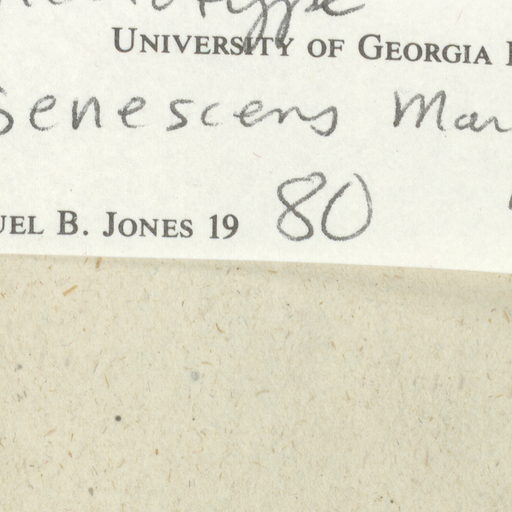 UNIVERSITY OF GEORGIA
Senescens Mar
UEL B. JONES 19 80